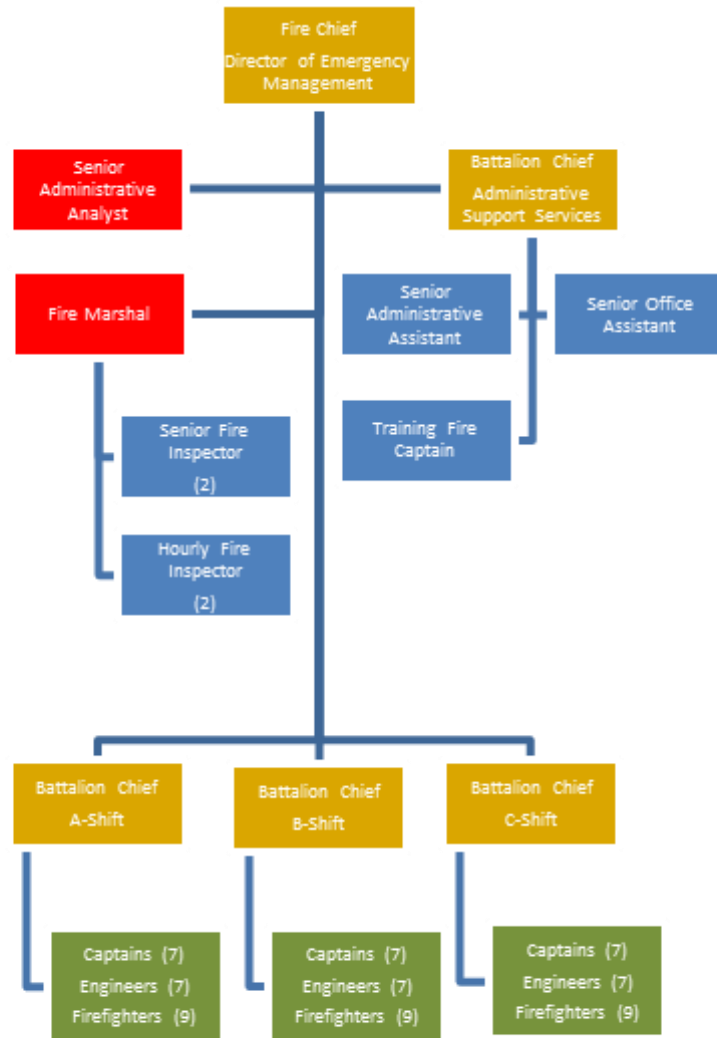 Fire Chief
Director of Emergency
Management
Senior
Administrative
Analyst
Battalion Chief
Administrative
Support Services
Fire Marshal
Senior
Administrative
Assistant
Senior Office
Assistant
Senior Fire
Inspector
(2)
Training Fire
Captain
Hourly Fire
Inspector
(2)
Battalion Chief
A-Shift
Battalion Chief
B-Shift
Battalion Chief
C-Shift
Captains (7)
Engineers (7)
Firefighters (9)
Captains (7)
Engineers (7)
Firefighters (9)
Captains (7)
Engineers (7)
Firefighters (9)